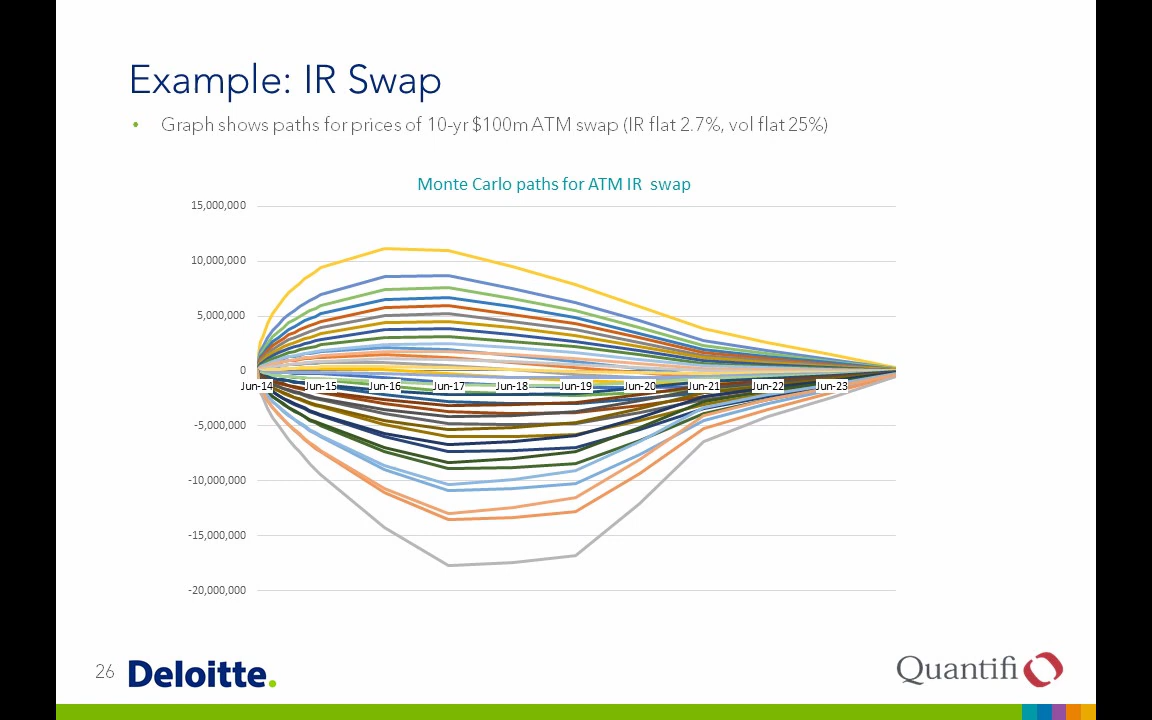 Example: IR Swap
• Graph shows paths for prices of 10-yr $100m ATM swap (IR flat 2.7%, vol flat 25%)
Monte Carlo paths for ATM IR swap
15,000,000
10,000,000
5,000,000
0
Jun-14 Jun-15 Jun-16 Jun-17 Jun-18 Jun-19 Jun-20 Jun-21 Jun-22 Jun-23
-5,000,000
-10,000,000
-15,000,000
-20,000,000
26 Deloitte. Quantifi